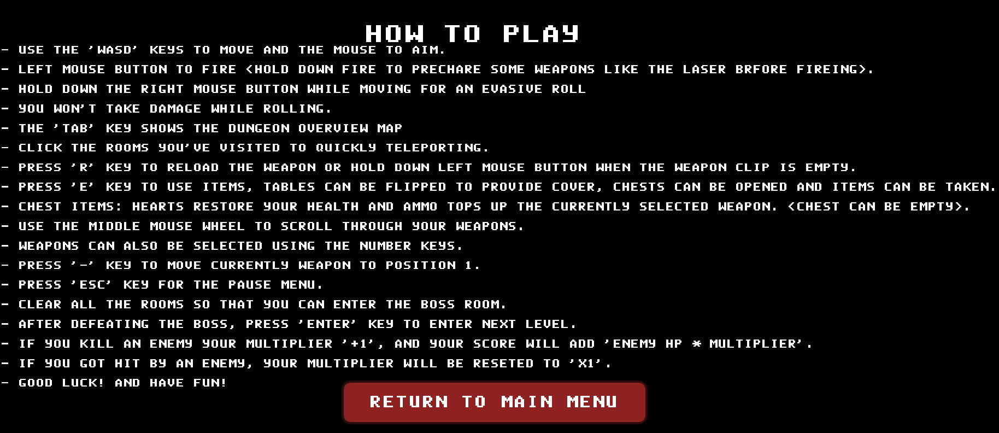 HOW TO PLAY
- USE THE 'WASD' KEYS TO MOVE AND THE MOUSE TO AIM.
- LEFT MOUSE BUTTON TO FIRE <HOLD DOWN FIRE TO PRECHARE SOME WEAPONS LIKE THE LASER BRFORE FIREING>.
- HOLD DOWN THE RIGHT MOUSE BUTTON WHILE MOVING FOR AN EVASIVE ROLL
- YOU WON'T TAKE DAMAGE WHILE ROLLING.
- THE 'TAB' KEY SHOWS THE DUNGEON OVERVIEW MAP
- CLICK THE ROOMS YOU'VE VISITED TO QUICKLY TELEPORTING.
- PRESS 'R' KEY TO RELOAD THE WEAPON OR HOLD DOWN LEFT MOUSE BUTTON WHEN THE WEAPON CLIP IS EMPTY.
- PRESS 'E' KEY TO USE ITEMS, TABLES CAN BE FLIPPED TO PROVIDE COVER, CHESTS CAN BE OPENED AND ITEMS CAN BE TAKEN.
- CHEST ITEMS: HEARTS RESTORE YOUR HEALTH AND AMMO TOPS UP THE CURRENTLY SELECTED WEAPON. <CHEST CAN BE EMPTY>.
- USE THE MIDDLE MOUSE WHEEL TO SCROLL THROUGH YOUR WEAPONS.
- WEAPONS CAN ALSO BE SELECTED USING THE NUMBER KEYS.
- PRESS '-' KEY TO MOVE CURRENTLY WEAPON TO POSITION 1.
- PRESS 'ESC' KEY FOR THE PAUSE MENU.
- CLEAR ALL THE ROOMS SO THAT YOU CAN ENTER THE BOSS ROOM.
- AFTER DEFEATING THE BOSS, PRESS 'ENTER' KEY TO ENTER NEXT LEVEL.
- IF YOU KILL AN ENEMY YOUR MULTIPLIER '+1', AND YOUR SCORE WILL ADD 'ENEMY HP * MULTIPLIER'.
- IF YOU GOT HIT BY AN ENEMY, YOUR MULTIPLIER WILL BE RESETED TO 'X1'.
- GOOD LUCK! AND HAVE FUN!
RETURN TO MAIN MENU